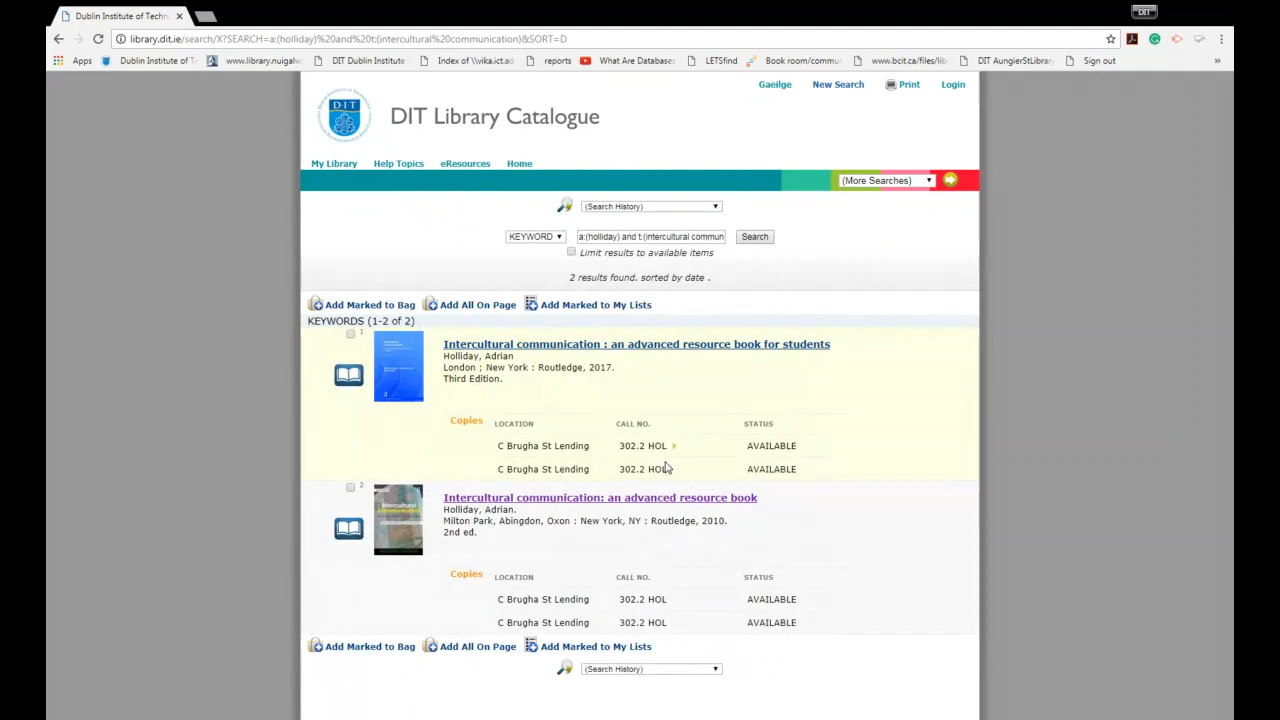 Dublin Institute of Techn
DIT
library.dit.ie/search/X?SEARCH=a:(holliday)%20and%20t:(intercultural%20communication)&SORT=D
Apps Dublin Institute of T www.library.nuigalw DIT Dublin Institute Index of \\vika.ict.ad reports What Are Databases LETSfind Book room/commu www.bcit.ca/files/lib DIT AungierStLibrary Sign out »
Gaeilge New Search Print Login
DIT
DIT Library Catalogue
My Library Help Topics eResources Home
(More Searches)
(Search History)
KEYWORD a:(holliday) and t:(intercultural commun Search
Limit results to available items
2 results found. sorted by date .
Add Marked to Bag Add All On Page Add Marked to My Lists
KEYWORDS (1-2 of 2)
1
Intercultural communication : an advanced resource book for students
Holliday, Adrian
London ; New York : Routledge, 2017.
Third Edition.
Copies LOCATION CALL NO. STATUS
C Brugha St Lending 302.2 HOL AVAILABLE
C Brugha St Lending 302.2 HOL AVAILABLE
2
Intercultural communication: an advanced resource book
Holliday, Adrian.
Milton Park, Abingdon, Oxon : New York, NY : Routledge, 2010.
2nd ed.
Intercultural
Copies LOCATION CALL NO. STATUS
C Brugha St Lending 302.2 HOL AVAILABLE
C Brugha St Lending 302.2 HOL AVAILABLE
Add Marked to Bag Add All On Page Add Marked to My Lists
(Search History)